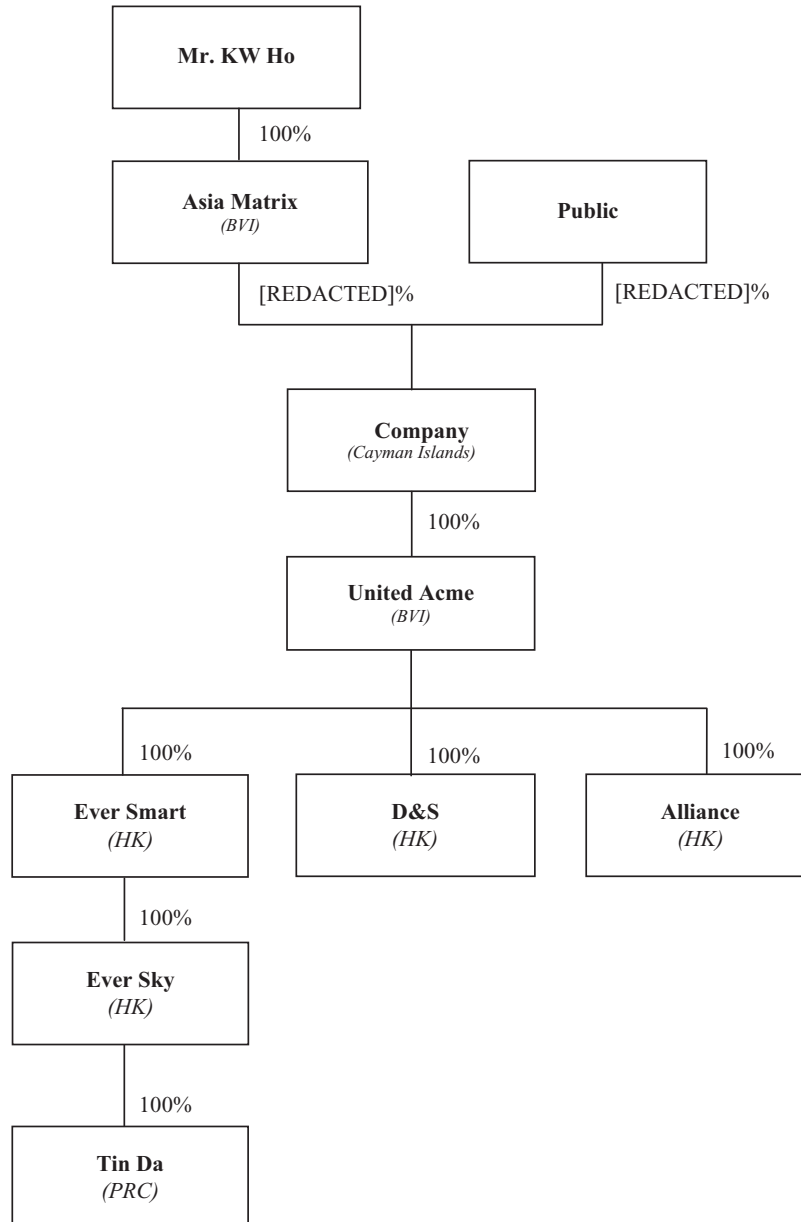 Mr. KW Ho
100%
Asia Matrix
(BVI)
Public
[REDACTED]%
[REDACTED]%
Company
(Cayman Islands)
100%
United Acme
(BVI)
100%
100%
100%
Ever Smart
(HK)
D&S
(HK)
Alliance
(HK)
100%
Ever Sky
(HK)
100%
Tin Da
(PRC)